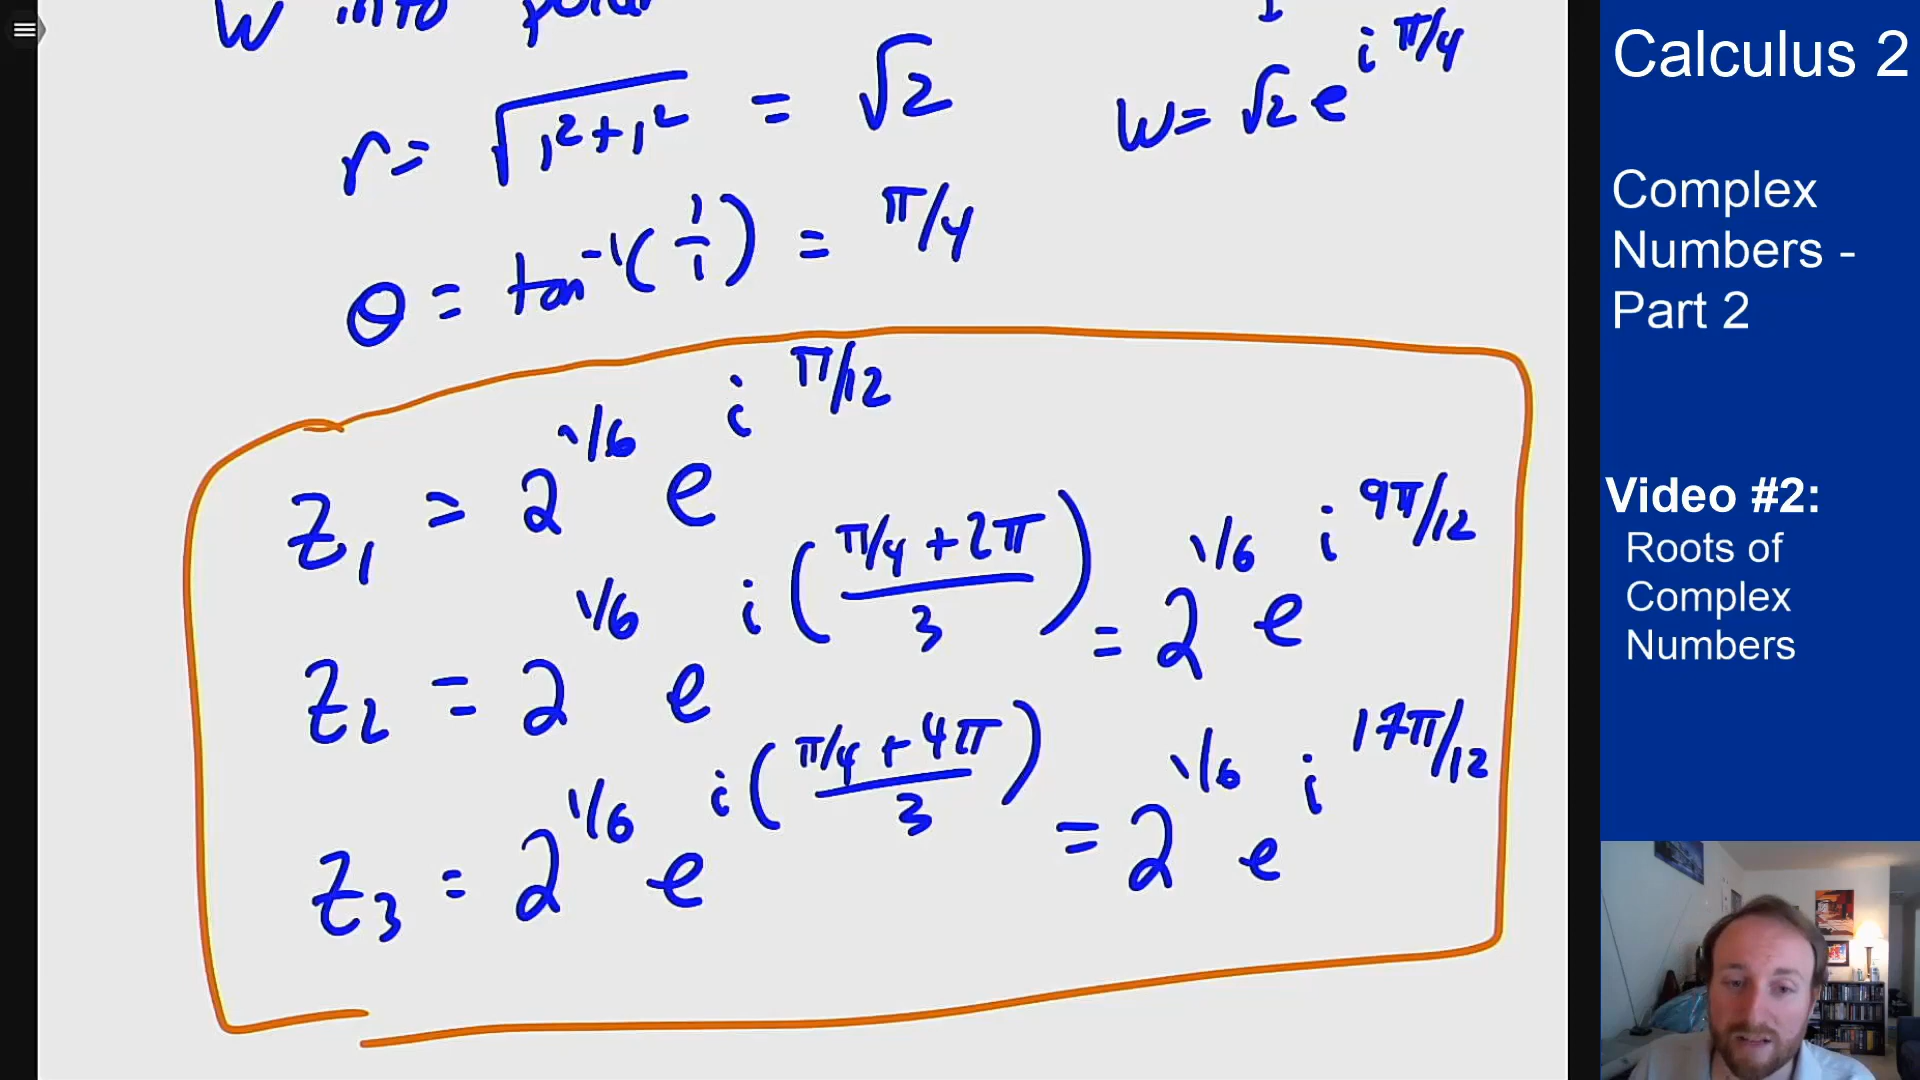 W into polar
r = √(1²+1²) = √2
w = √2 e^(i π/4)
θ = tan⁻¹(1/1) = π/4
z₁ = 2^(1/6) e^(i π/12)
z₂ = 2^(1/6) e^(i((π/4 + 2π)/3)) = 2^(1/6) e^(i 9π/12)
z₃ = 2^(1/6) e^(i((π/4 + 4π)/3)) = 2^(1/6) e^(i 17π/12)
Calculus 2
Complex
Numbers -
Part 2
Video #2:
Roots of
Complex
Numbers